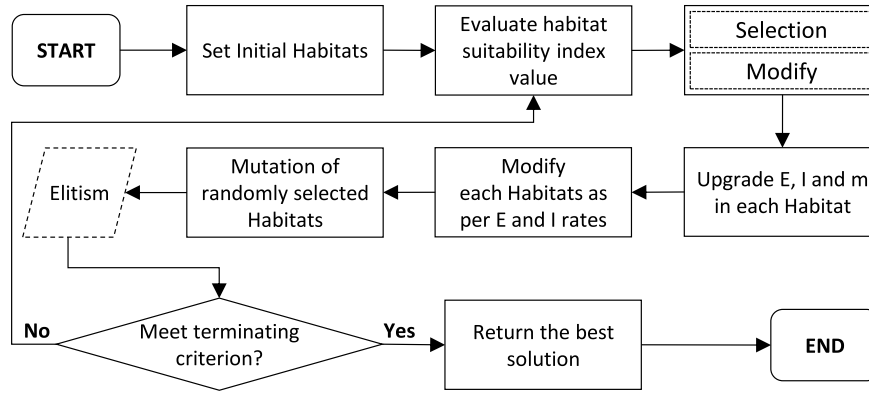 START
Set Initial Habitats
Evaluate habitat
suitability index
value
Selection
Modify
Upgrade E, I and m
in each Habitat
Modify
each Habitats as
per E and I rates
Mutation of
randomly selected
Habitats
Elitism
Meet terminating
criterion?
No
Yes
Return the best
solution
END